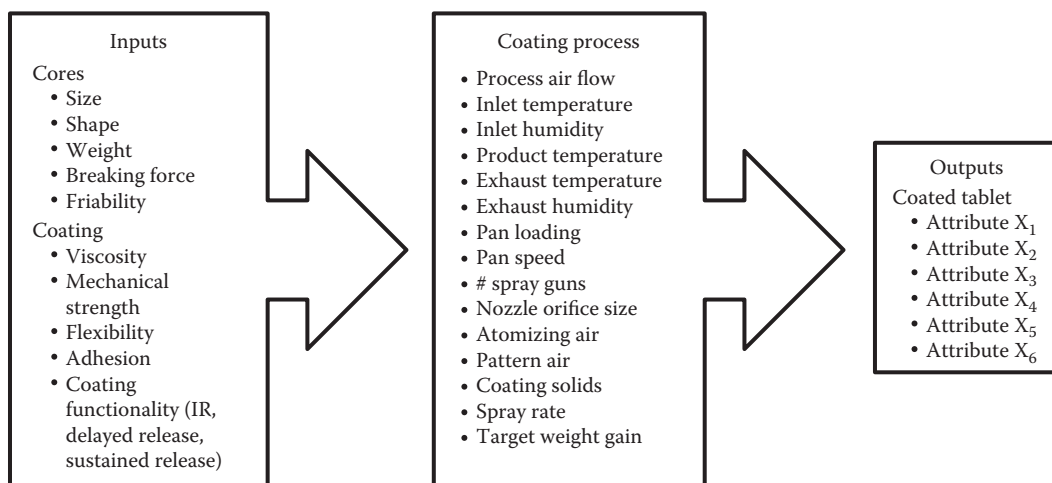 Inputs
Cores
• Size
• Shape
• Weight
• Breaking force
• Friability
Coating
• Viscosity
• Mechanical
strength
• Flexibility
• Adhesion
• Coating
functionality (IR,
delayed release,
sustained release)
Coating process
• Process air flow
• Inlet temperature
• Inlet humidity
• Product temperature
• Exhaust temperature
• Exhaust humidity
• Pan loading
• Pan speed
• # spray guns
• Nozzle orifice size
• Atomizing air
• Pattern air
• Coating solids
• Spray rate
• Target weight gain
Outputs
Coated tablet
• Attribute X₁
• Attribute X₂
• Attribute X₃
• Attribute X₄
• Attribute X₅
• Attribute X₆